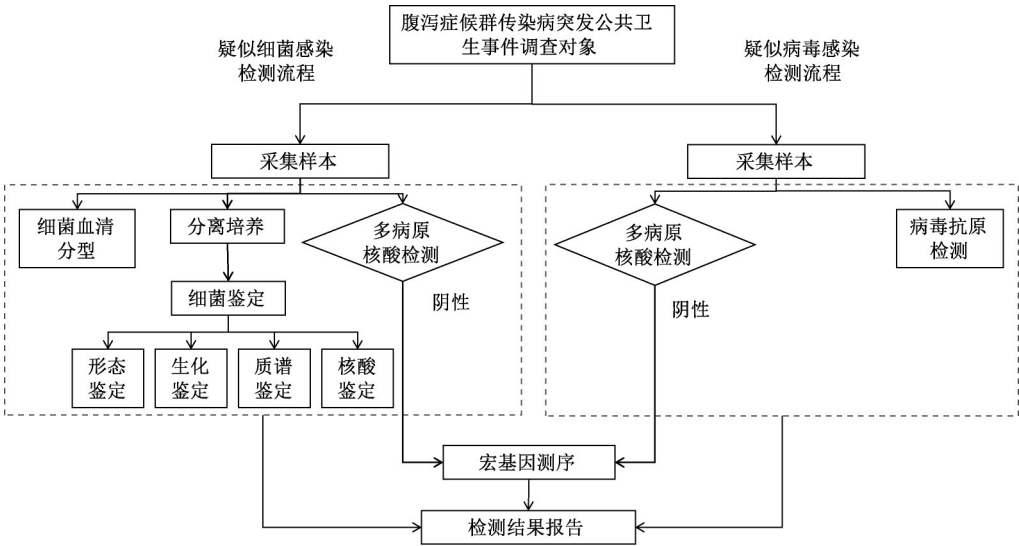 腹泻症候群传染病突发公共卫
生事件调查对象
疑似细菌感染
检测流程
疑似病毒感染
检测流程
采集样本
采集样本
细菌血清
分型
分离培养
多病原
核酸检测
多病原
核酸检测
病毒抗原
检测
细菌鉴定
阴性
阴性
形态
鉴定
生化
鉴定
质谱
鉴定
核酸
鉴定
宏基因测序
检测结果报告